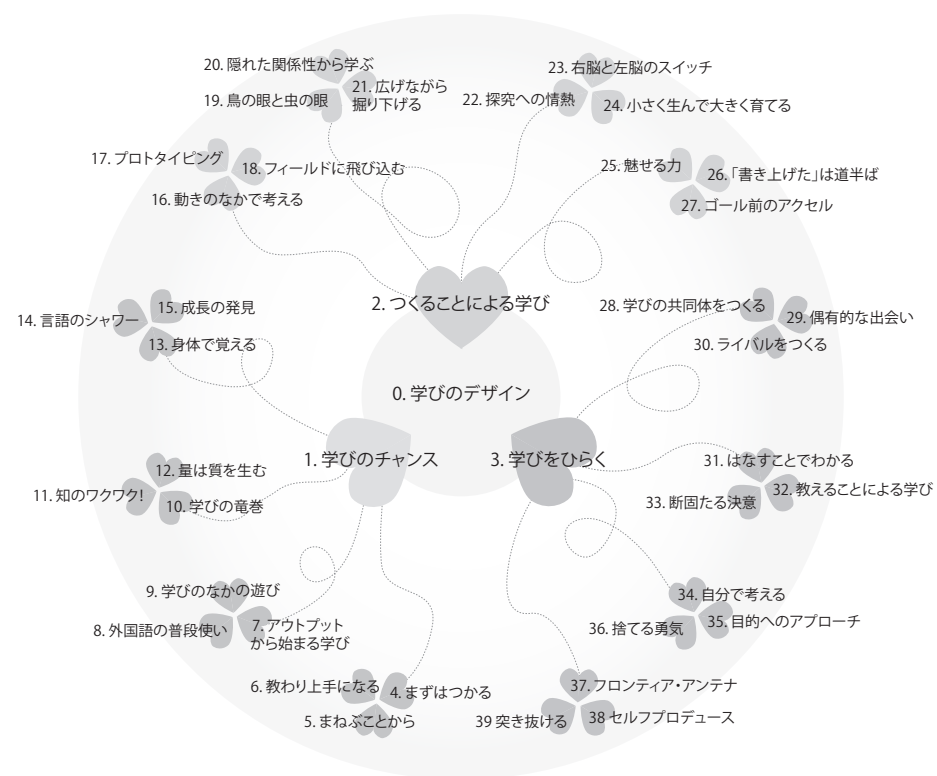 20. 隠れた関係性から学ぶ
21. 広げながら
掘り下げる
19. 鳥の眼と虫の眼
23. 右脳と左脳のスイッチ
22. 探究への情熱
24. 小さく生んで大きく育てる
17. プロトタイピング
18. フィールドに飛び込む
16. 動きのなかで考える
25. 魅せる力
26.「書き上げた」は道半ば
27. ゴール前のアクセル
2. つくることによる学び
14. 言語のシャワー
15. 成長の発見
13. 身体で覚える
28. 学びの共同体をつくる
29. 偶有的な出会い
30. ライバルをつくる
0. 学びのデザイン
1. 学びのチャンス
3. 学びをひらく
12. 量は質を生む
11. 知のワクワク!
10. 学びの竜巻
31. はなすことでわかる
32. 教えることによる学び
33. 断固たる決意
9. 学びのなかの遊び
8. 外国語の普段使い
7. アウトプット
から始まる学び
34. 自分で考える
35. 目的へのアプローチ
36. 捨てる勇気
6. 教わり上手になる
4. まずはつかる
5. まねぶことから
37. フロンティア・アンテナ
39 突き抜ける
38 セルフプロデュース